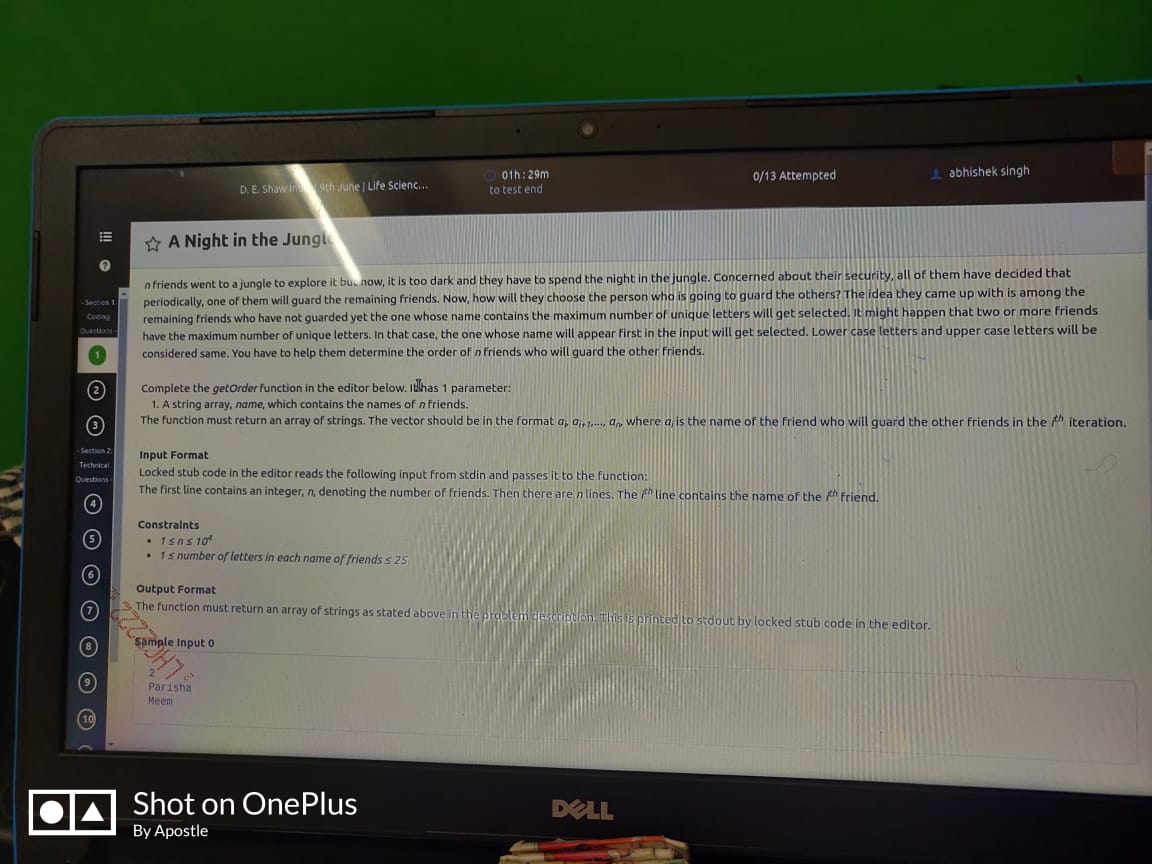 D. E. Shaw 9th June | Life Scienc...
01h : 29m
to test end
0/13 Attempted
abhishek singh
A Night in the Jungle
n friends went to a jungle to explore it but now, it is too dark and they have to spend the night in the jungle. Concerned about their security, all of them have decided that
periodically, one of them will guard the remaining friends. Now, how will they choose the person who is going to guard the others? The idea they came up with is among the
remaining friends who have not guarded yet the one whose name contains the maximum number of unique letters will get selected. It might happen that two or more friends
have the maximum number of unique letters. In that case, the one whose name will appear first in the input will get selected. Lower case letters and upper case letters will be
considered same. You have to help them determine the order of n friends who will guard the other friends.
Complete the getOrder function in the editor below. It has 1 parameter:
1. A string array, name, which contains the names of n friends.
The function must return an array of strings. The vector should be in the format aᵢ, aᵢ₊₁,..., aₙ, where aᵢ is the name of the friend who will guard the other friends in the iᵗʰ iteration.
Input Format
Locked stub code in the editor reads the following input from stdin and passes it to the function:
The first line contains an integer, n, denoting the number of friends. Then there are n lines. The iᵗʰ line contains the name of the iᵗʰ friend.
Constraints
• 1 ≤ n ≤ 10⁴
• 1 ≤ number of letters in each name of friends ≤ 25
Output Format
The function must return an array of strings as stated above in the problem description. This is printed to stdout by locked stub code in the editor.
Sample Input 0
2
Parisha
Meem
- Section 1:
Coding
Questions -
1
2
3
- Section 2:
Technical
Questions -
4
5
6
7
8
9
10
DELL
Shot on OnePlus
By Apostle